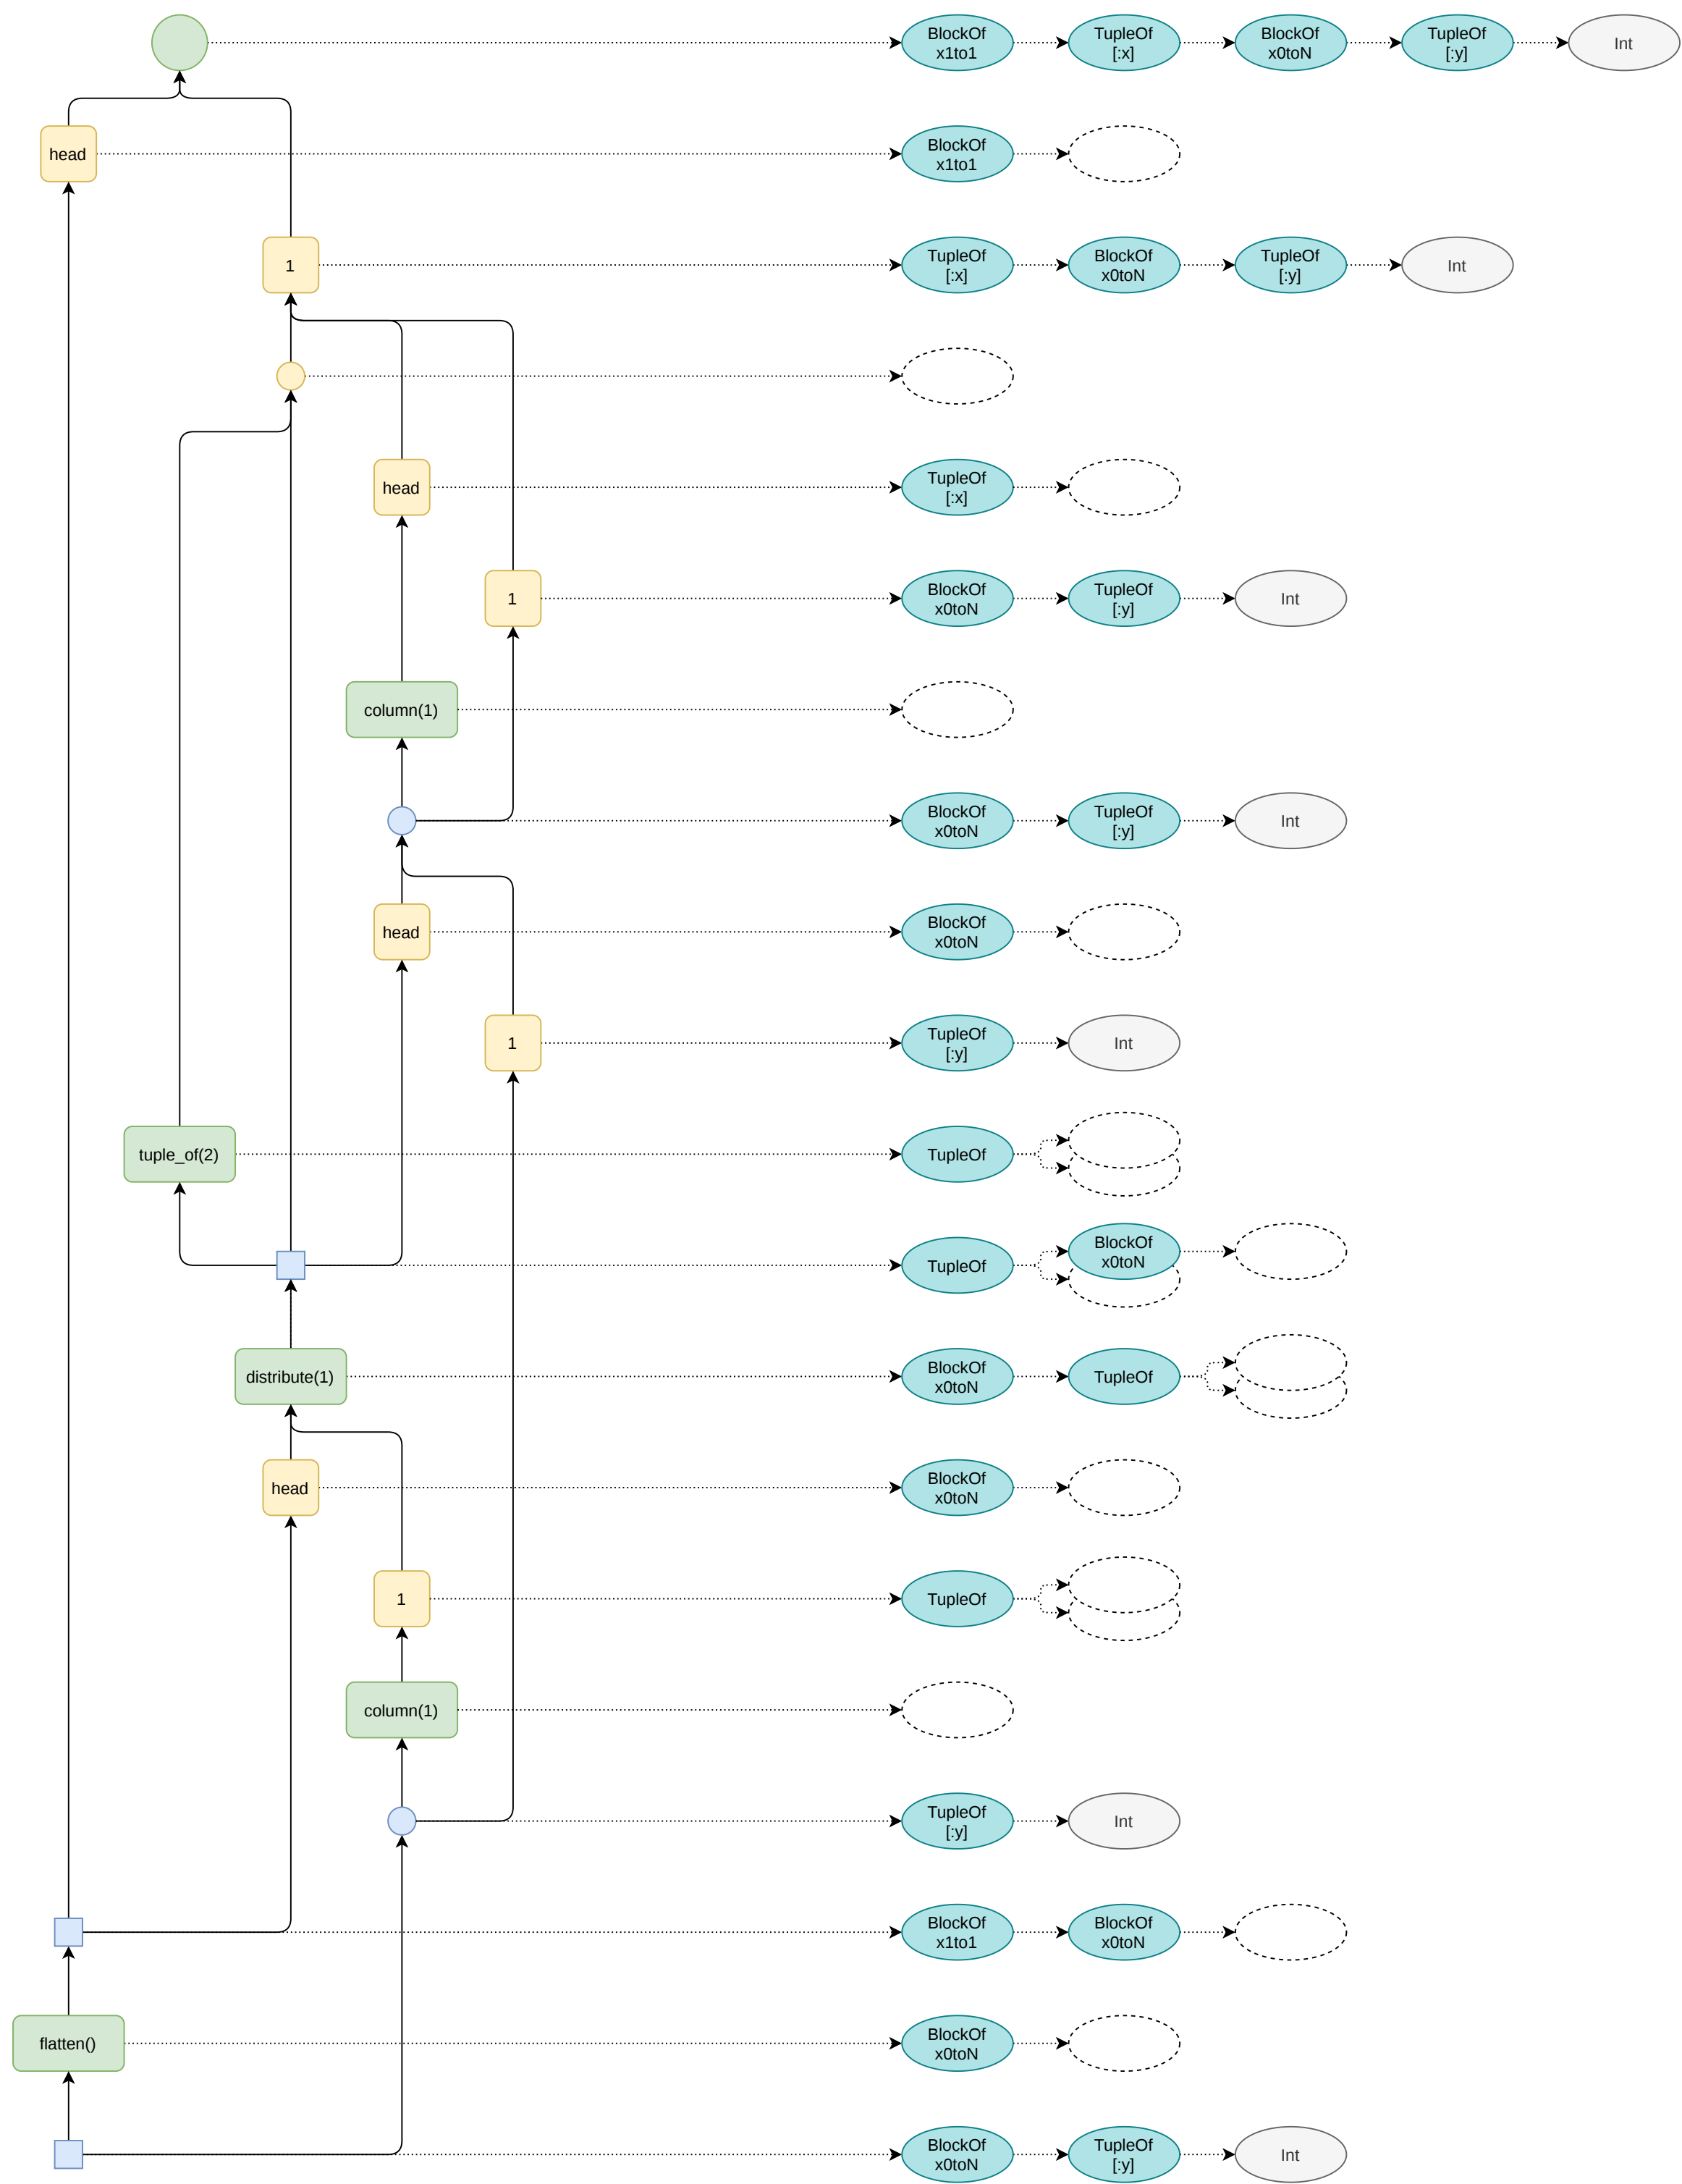 BlockOf
x1to1
TupleOf
[:x]
BlockOf
x0toN
TupleOf
[:y]
Int
head
BlockOf
x1to1
1
TupleOf
[:x]
BlockOf
x0toN
TupleOf
[:y]
Int
head
TupleOf
[:x]
1
BlockOf
x0toN
TupleOf
[:y]
Int
column(1)
BlockOf
x0toN
TupleOf
[:y]
Int
head
BlockOf
x0toN
1
TupleOf
[:y]
Int
tuple_of(2)
TupleOf
TupleOf
BlockOf
x0toN
distribute(1)
BlockOf
x0toN
TupleOf
head
BlockOf
x0toN
1
TupleOf
column(1)
TupleOf
[:y]
Int
BlockOf
x1to1
BlockOf
x0toN
flatten()
BlockOf
x0toN
BlockOf
x0toN
TupleOf
[:y]
Int